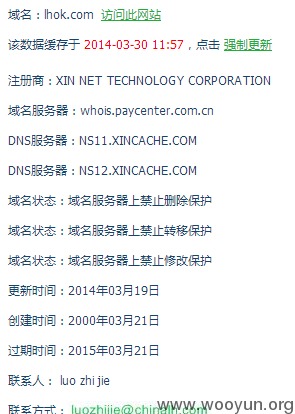 域名：lhok.com 访问此网站
该数据缓存于 2014-03-30 11:57，点击 强制更新
注册商：XIN NET TECHNOLOGY CORPORATION
域名服务器：whois.paycenter.com.cn
DNS服务器：NS11.XINCACHE.COM
DNS服务器：NS12.XINCACHE.COM
域名状态：域名服务器上禁止删除保护
域名状态：域名服务器上禁止转移保护
域名状态：域名服务器上禁止修改保护
更新时间：2014年03月19日
创建时间：2000年03月21日
过期时间：2015年03月21日
联系人： luo zhi jie
联系方式：
www.wooyun.org